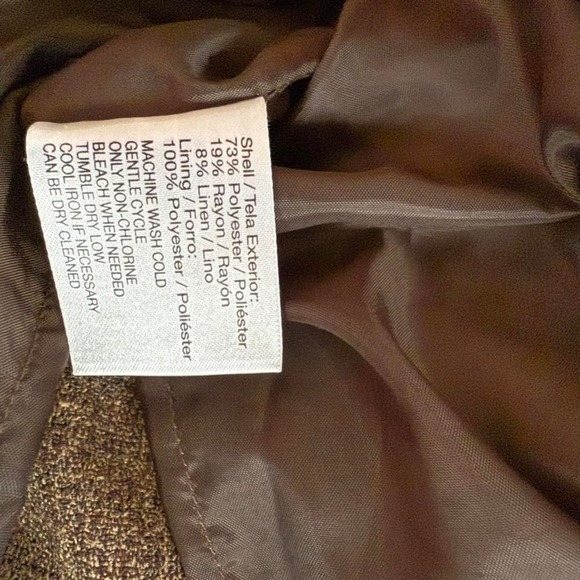 Shell / Tela Exterior:
73% Polyester / Poliéster
19% Rayon / Rayón
8% Linen / Lino
Lining / Forro:
100% Polyester / Poliéster
MACHINE WASH COLD
GENTLE CYCLE
ONLY NON-CHLORINE
BLEACH WHEN NEEDED
TUMBLE DRY LOW
COOL IRON IF NECESSARY
CAN BE DRY CLEANED